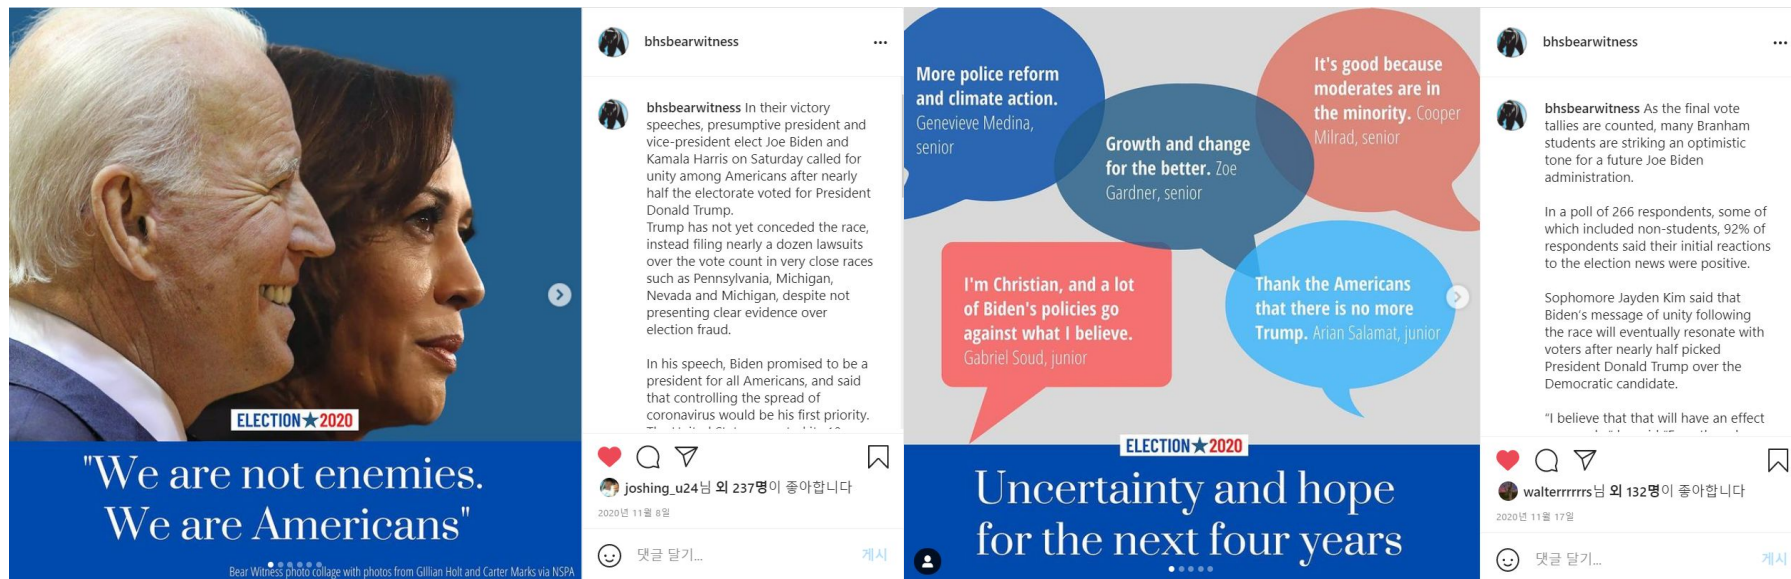 bhsbearwitness
bhsbearwitness In their victory
speeches, presumptive president and
vice-president elect Joe Biden and
Kamala Harris on Saturday called for
unity among Americans after nearly
half the electorate voted for President
Donald Trump.
Trump has not yet conceded the race,
instead filing nearly a dozen lawsuits
over the vote count in very close races
such as Pennsylvania, Michigan,
Nevada and Michigan, despite not
presenting clear evidence over
election fraud.
In his speech, Biden promised to be a
president for all Americans, and said
that controlling the spread of
coronavirus would be his first priority.
ELECTION★2020
"We are not enemies.
We are Americans"
Bear Witness photo collage with photos from GIllian Holt and Carter Marks via NSPA
joshing_u24님 외 237명이 좋아합니다
2020년 11월 8일
댓글 달기...
게시
More police reform
and climate action.
Genevieve Medina,
senior
Growth and change
for the better. Zoe
Gardner, senior
It's good because
moderates are in
the minority. Cooper
Milrad, senior
I'm Christian, and a lot
of Biden's policies go
against what I believe.
Gabriel Soud, junior
Thank the Americans
that there is no more
Trump. Arian Salamat, junior
ELECTION★2020
Uncertainty and hope
for the next four years
bhsbearwitness
bhsbearwitness As the final vote
tallies are counted, many Branham
students are striking an optimistic
tone for a future Joe Biden
administration.
In a poll of 266 respondents, some of
which included non-students, 92% of
respondents said their initial reactions
to the election news were positive.
Sophomore Jayden Kim said that
Biden's message of unity following
the race will eventually resonate with
voters after nearly half picked
President Donald Trump over the
Democratic candidate.
"I believe that that will have an effect
walterrrrrrs님 외 132명이 좋아합니다
2020년 11월 17일
댓글 달기...
게시